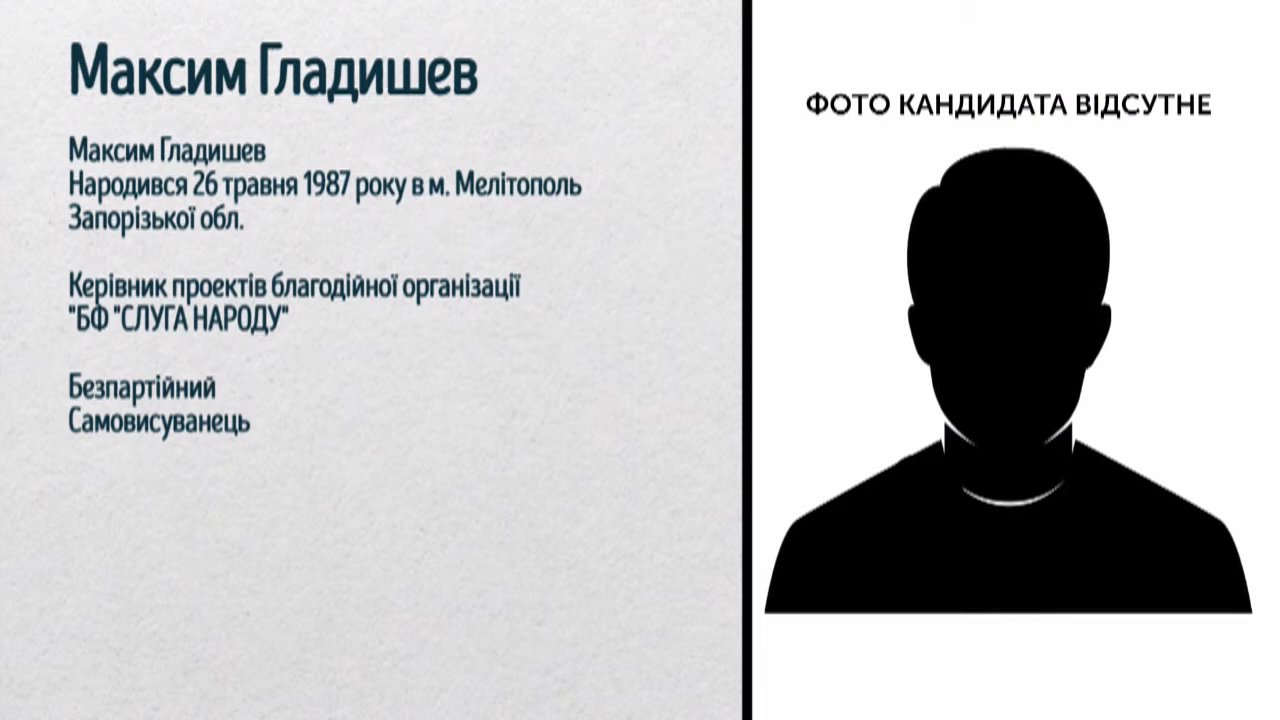 Максим Гладишев
Максим Гладишев
Народився 26 травня 1987 року в м. Мелітополь
Запорізької обл.
Керівник проектів благодійної організації
"БФ "СЛУГА НАРОДУ"
Безпартійний
Самовисуванець
ФОТО КАНДИДАТА ВІДСУТНЕ